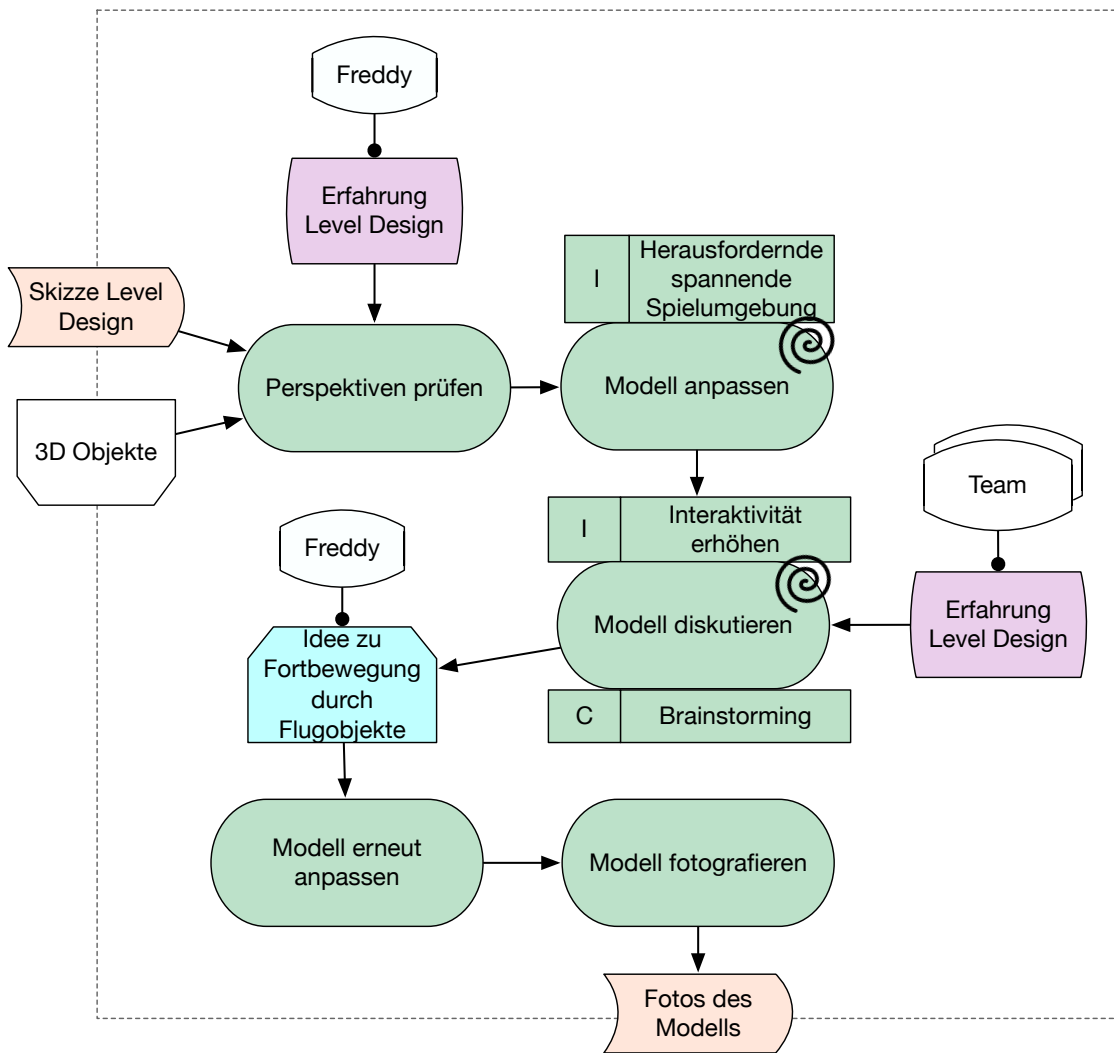 Freddy
Erfahrung
Level Design
Skizze Level
Design
I
Herausfordernde
spannende
Spielumgebung
Perspektiven prüfen
Modell anpassen
3D Objekte
Team
I
Interaktivität
erhöhen
Freddy
Modell diskutieren
Erfahrung
Level Design
Idee zu
Fortbewegung
durch
Flugobjekte
C
Brainstorming
Modell erneut
anpassen
Modell fotografieren
Fotos des
Modells